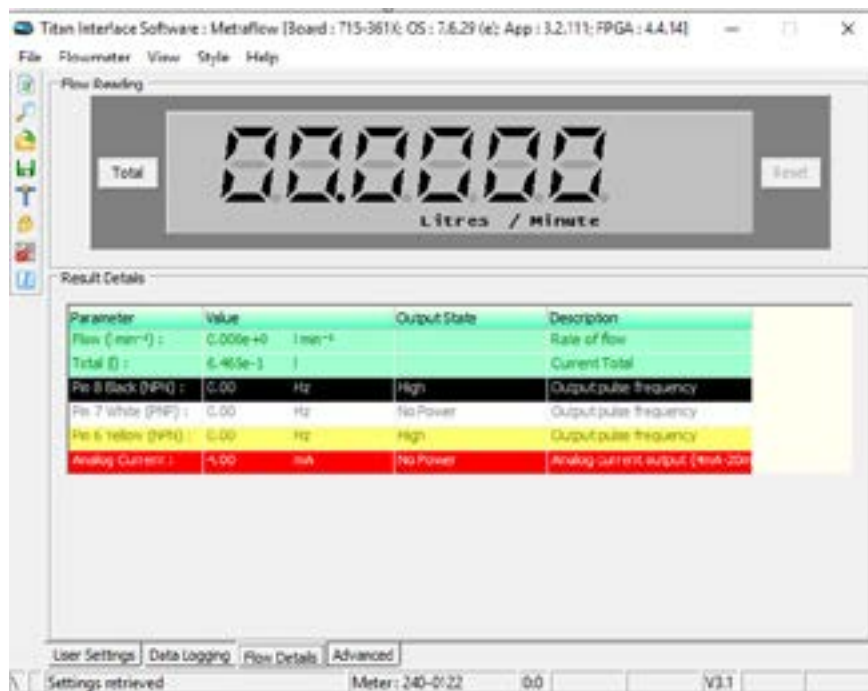 Titan Interface Software : Metraflow [Board : 715-361X; OS : 7.6.29 (e); App : 3.2.111; FPGA : 4.4.14]
File Flowmeter View Style Help
Flow Reading
Total
00.0000
Reset
Litres / Minute
Result Details
Parameter Value Output State Description
Flow (l min⁻¹) : 0.000e+0 l min⁻¹ Rate of flow
Total (l) : 6.465e-1 l Current Total
Pin 8 Black (NPN) : 0.00 Hz High Output pulse frequency
Pin 7 White (PNP) : 0.00 Hz No Power Output pulse frequency
Pin 6 Yellow (NPN) : 0.00 Hz High Output pulse frequency
Analog Current : 4.00 mA No Power Analog current output (4mA-20m
User Settings Data Logging Flow Details Advanced
Settings retrieved Meter : 240-0122 0.0 V3.1